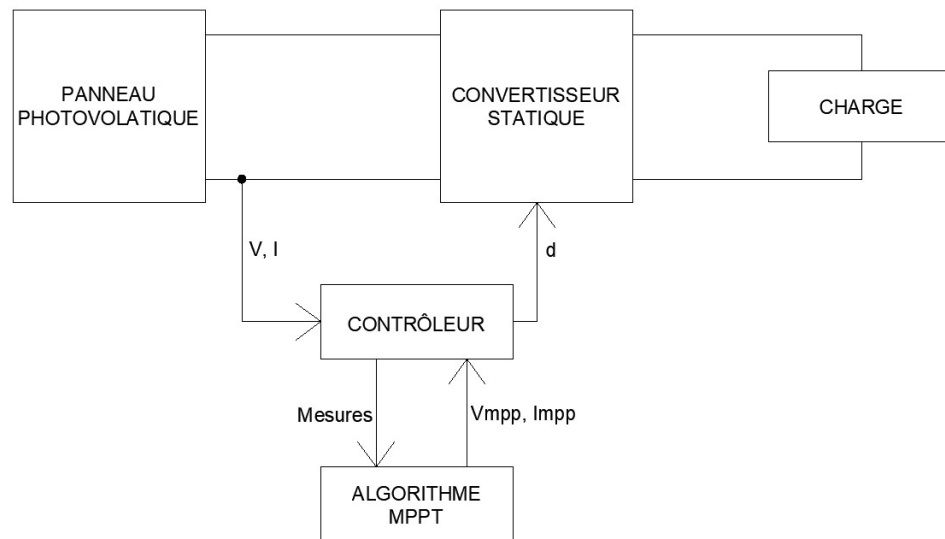 PANNEAU
PHOTOVOLATIQUE
CONVERTISSEUR
STATIQUE
CHARGE
V, I
d
CONTRÔLEUR
Mesures
Vmpp, Impp
ALGORITHME
MPPT